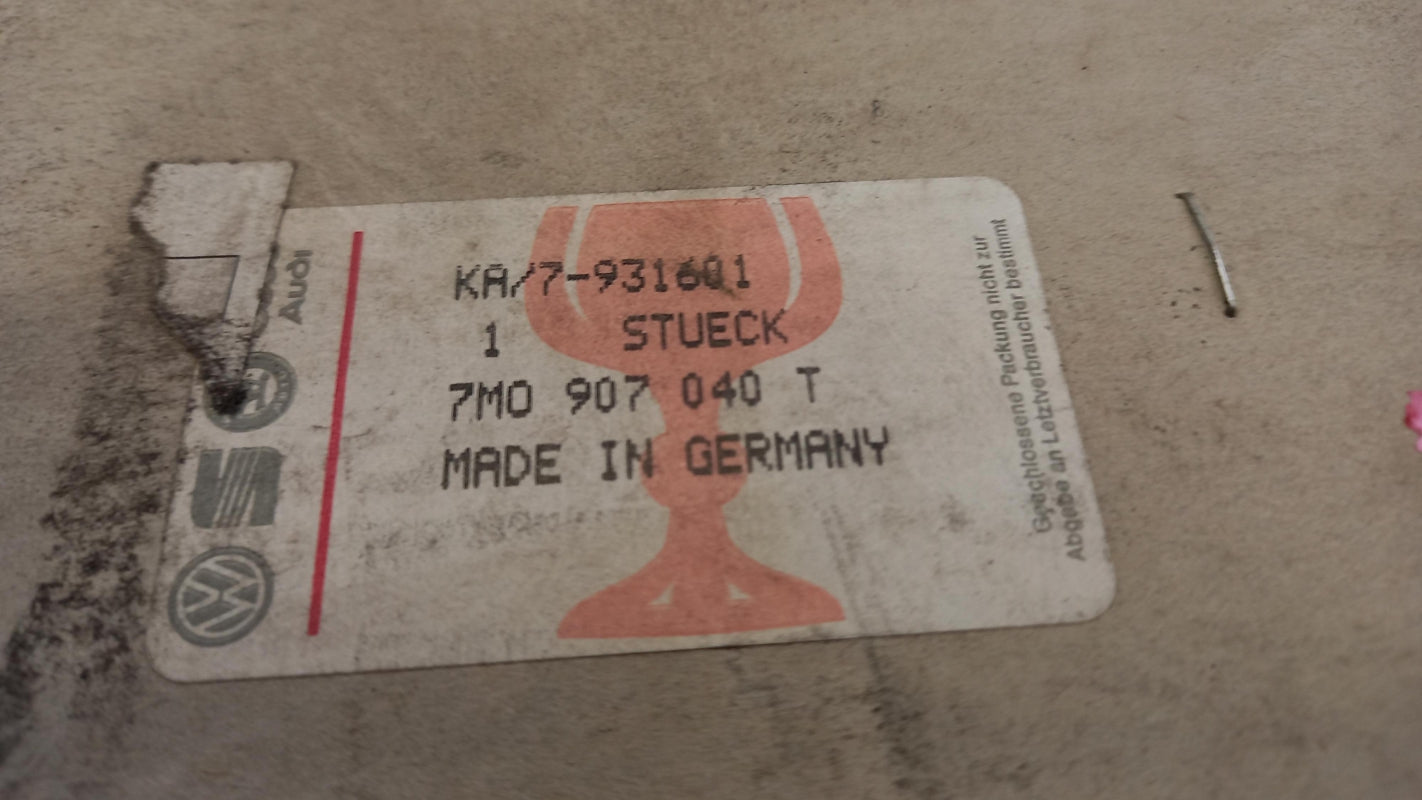 KA/7-931601
1 STUECK
7M0 907 040 T
MADE IN GERMANY
Audi
Geschlossene Packung nicht zur
Abgabe an Letztverbraucher bestimmt